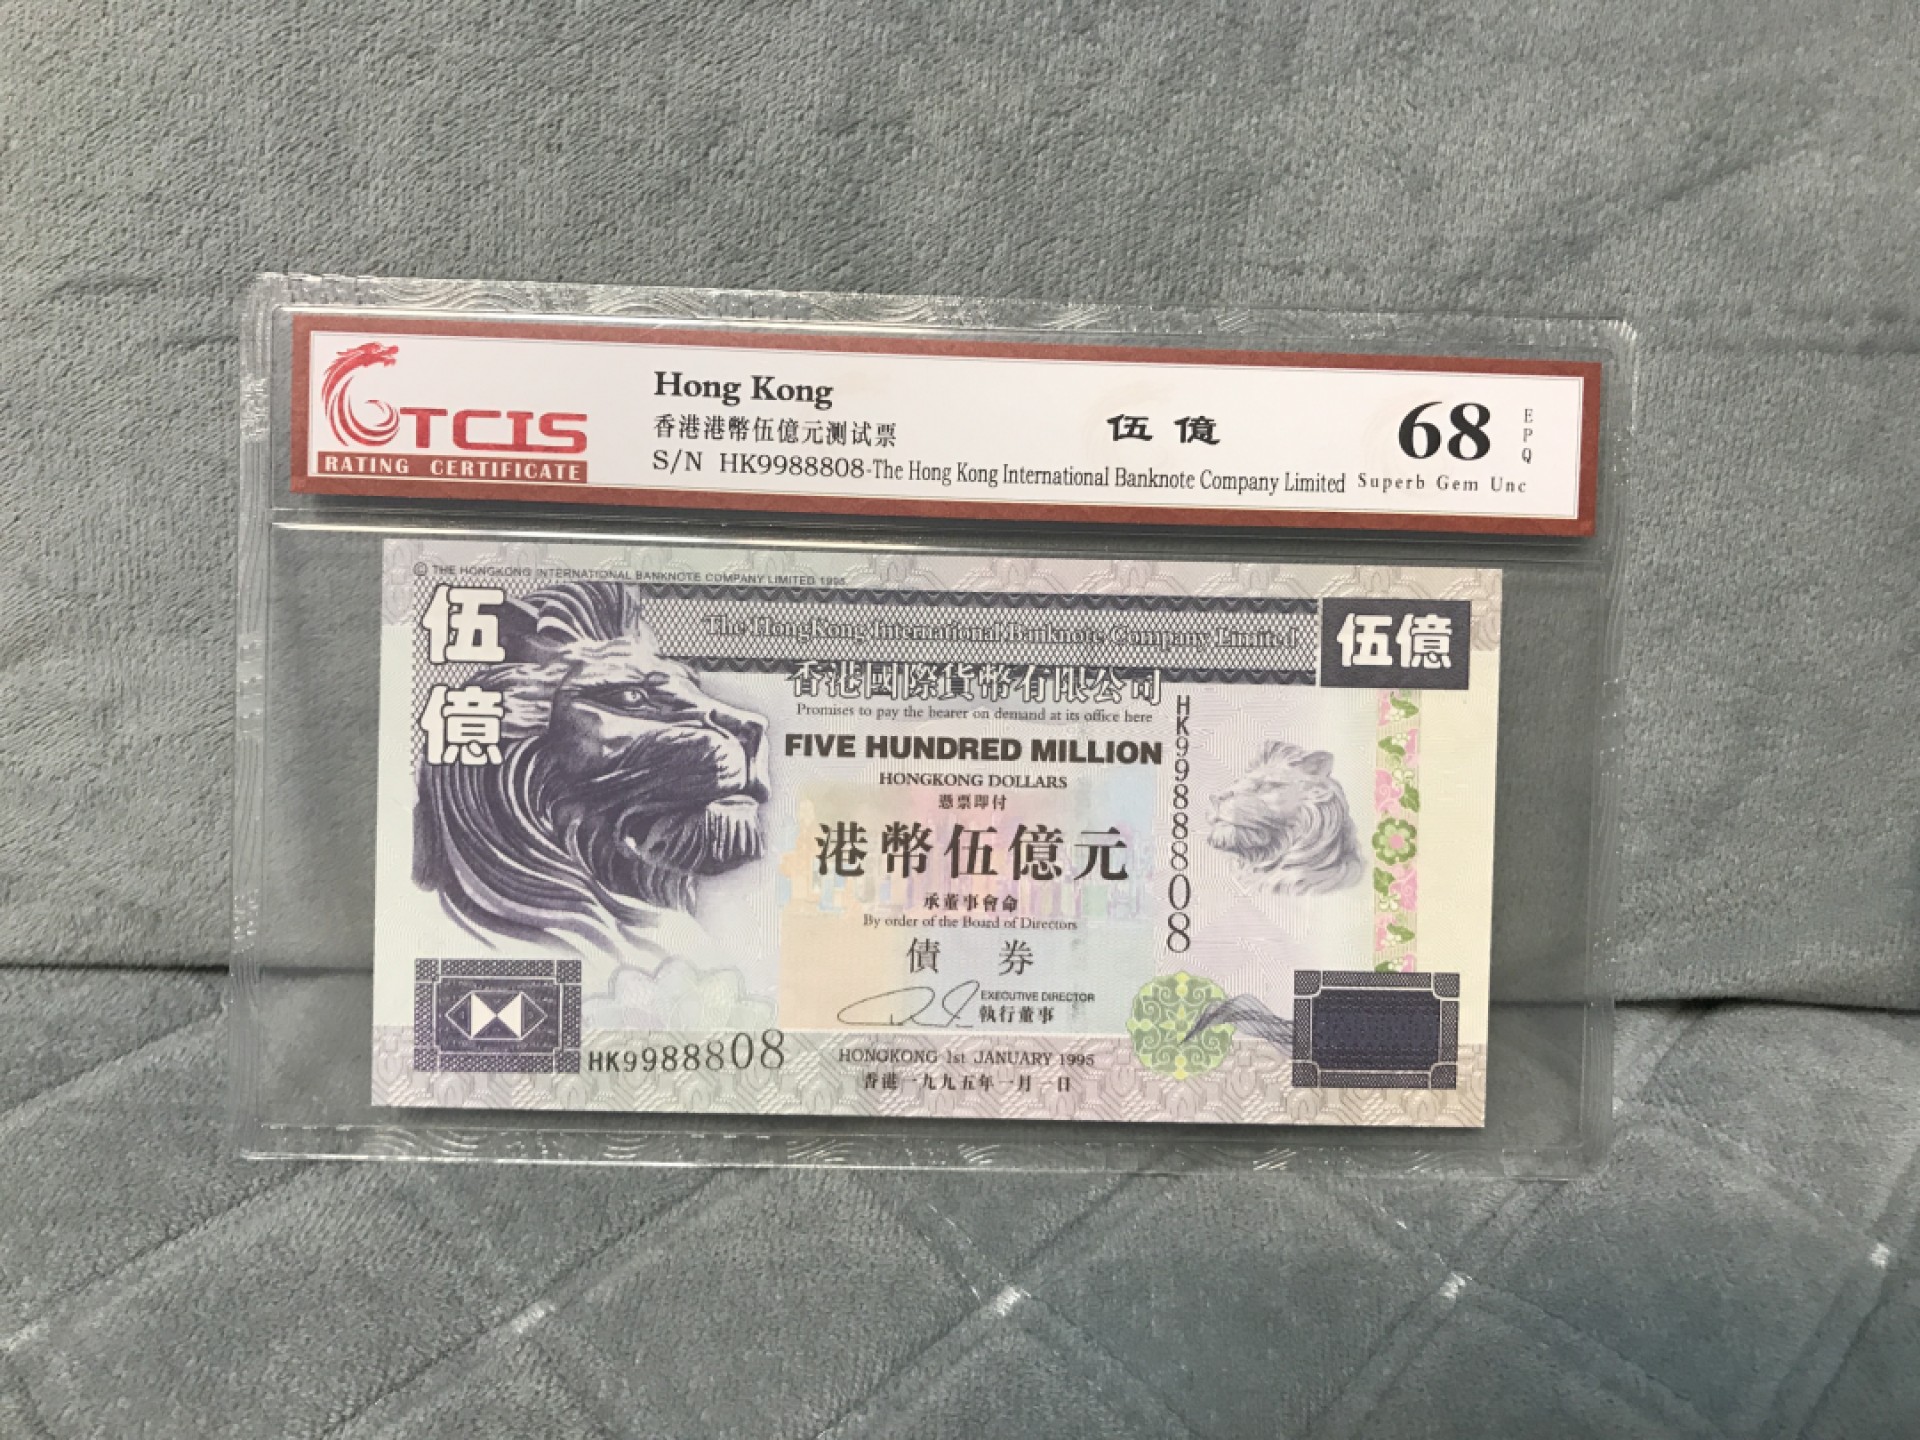 TCIS
RATING CERTIFICATE
Hong Kong
香港港幣伍億元测试票
S/N HK9988808-The Hong Kong International Banknote Company Limited
伍億
68
EPQ
Superb Gem Unc
© THE HONGKONG INTERNATIONAL BANKNOTE COMPANY LIMITED 1995
伍億
The HongKong International Banknote Company Limited
伍億
香港國際貨幣有限公司
Promises to pay the bearer on demand at its office here
FIVE HUNDRED MILLION
HONGKONG DOLLARS
憑票即付
港幣伍億元
承董事會命
By order of the Board of Directors
債券
EXECUTIVE DIRECTOR
執行董事
HK9988808
HK9988808
HONGKONG 1st JANUARY 1995
香港一九九五年一月一日